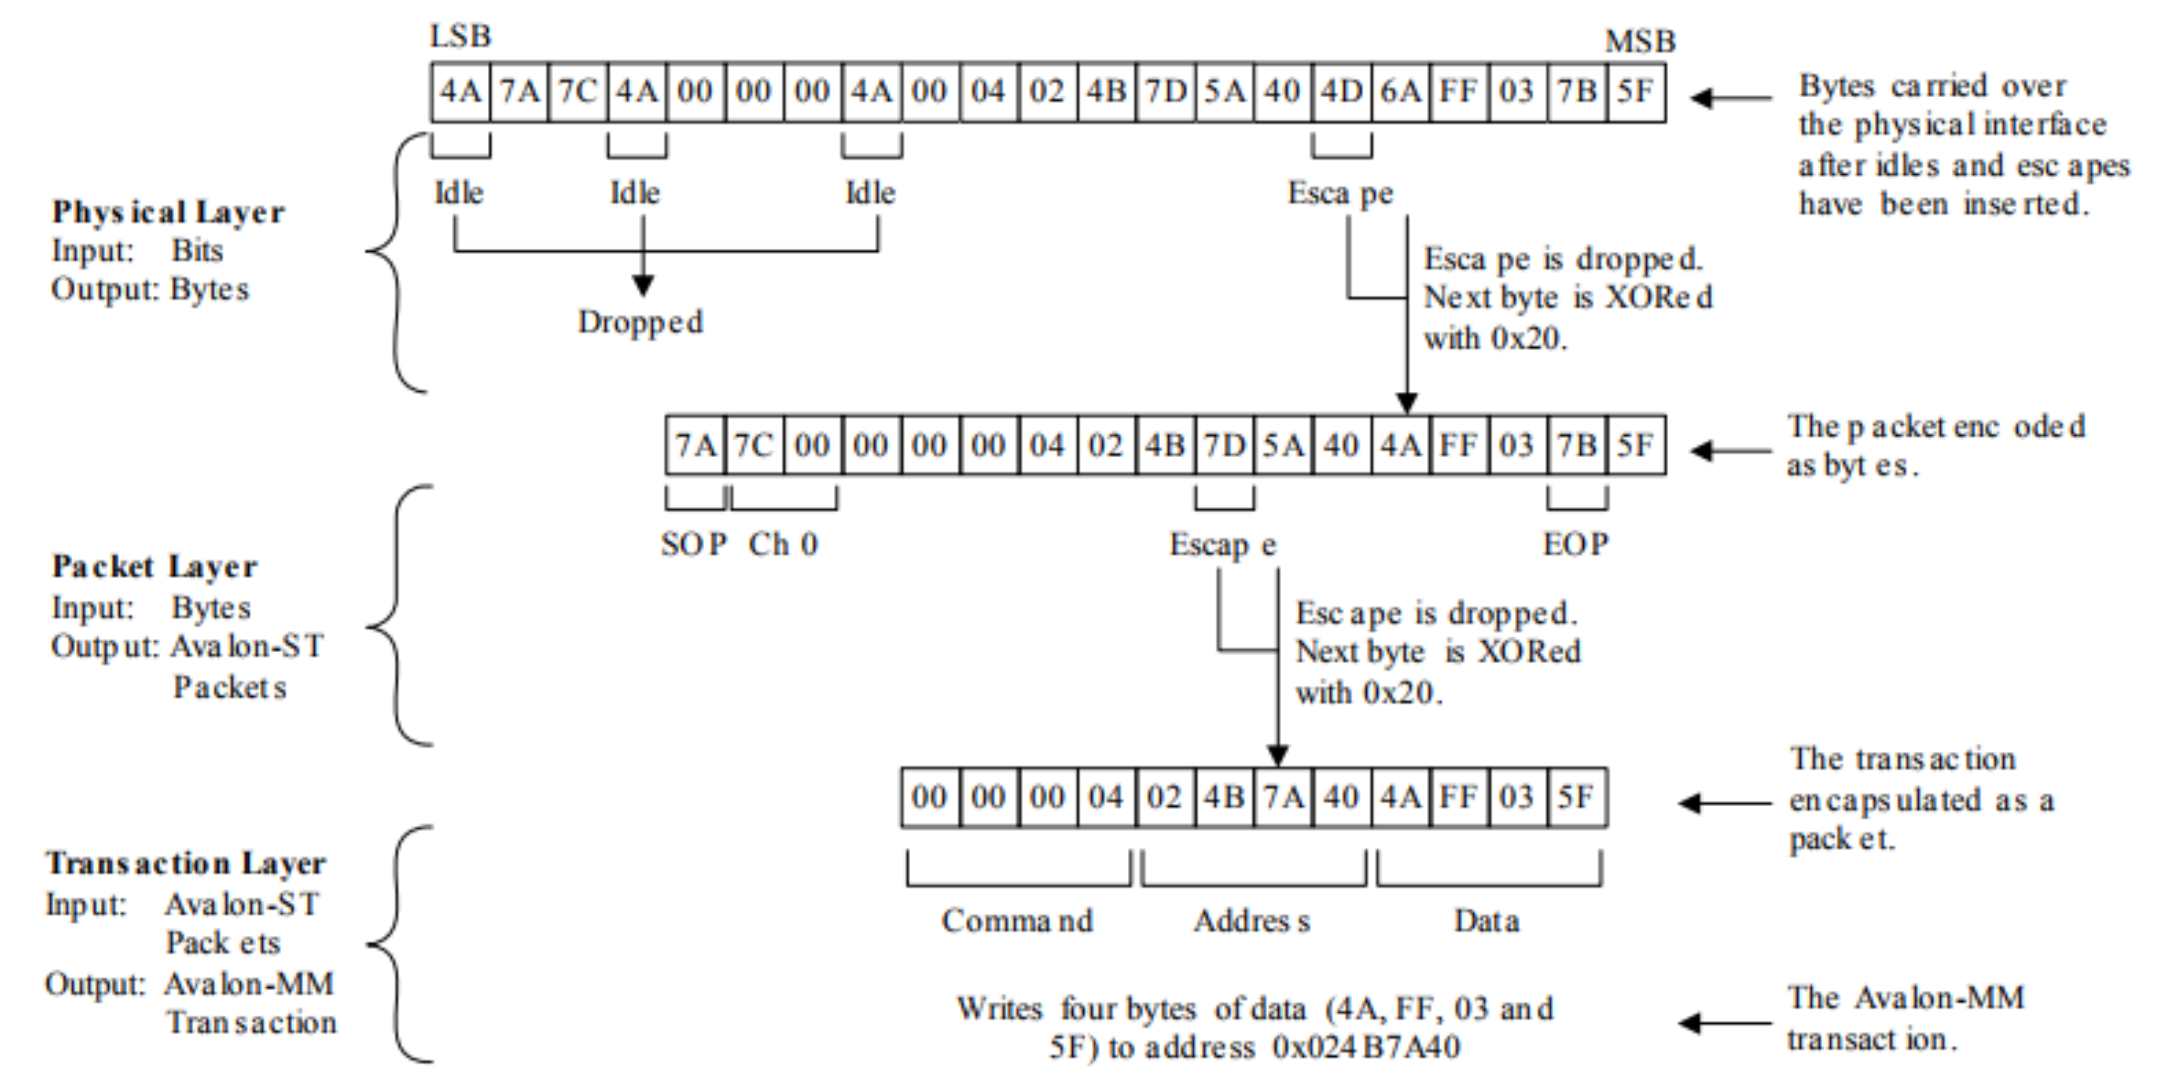 LSB
MSB
4A 7A 7C 4A 00 00 00 4A 00 04 02 4B 7D 5A 40 4D 6A FF 03 7B 5F
Bytes carried over
the physical interface
after idles and escapes
have been inserted.
Idle
Idle
Idle
Escape
Physical Layer
Input: Bits
Output: Bytes
Dropped
Escape is dropped.
Next byte is XORed
with 0x20.
7A 7C 00 00 00 00 04 02 4B 7D 5A 40 4A FF 03 7B 5F
The packet encoded
as bytes.
SOP
Ch 0
Escape
EOP
Packet Layer
Input: Bytes
Output: Avalon-ST
Packets
Escape is dropped.
Next byte is XORed
with 0x20.
00 00 00 04 02 4B 7A 40 4A FF 03 5F
The transaction
encapsulated as a
packet.
Command
Address
Data
Transaction Layer
Input: Avalon-ST
Packets
Output: Avalon-MM
Transaction
Writes four bytes of data (4A, FF, 03 and
5F) to address 0x024B7A40
The Avalon-MM
transaction.